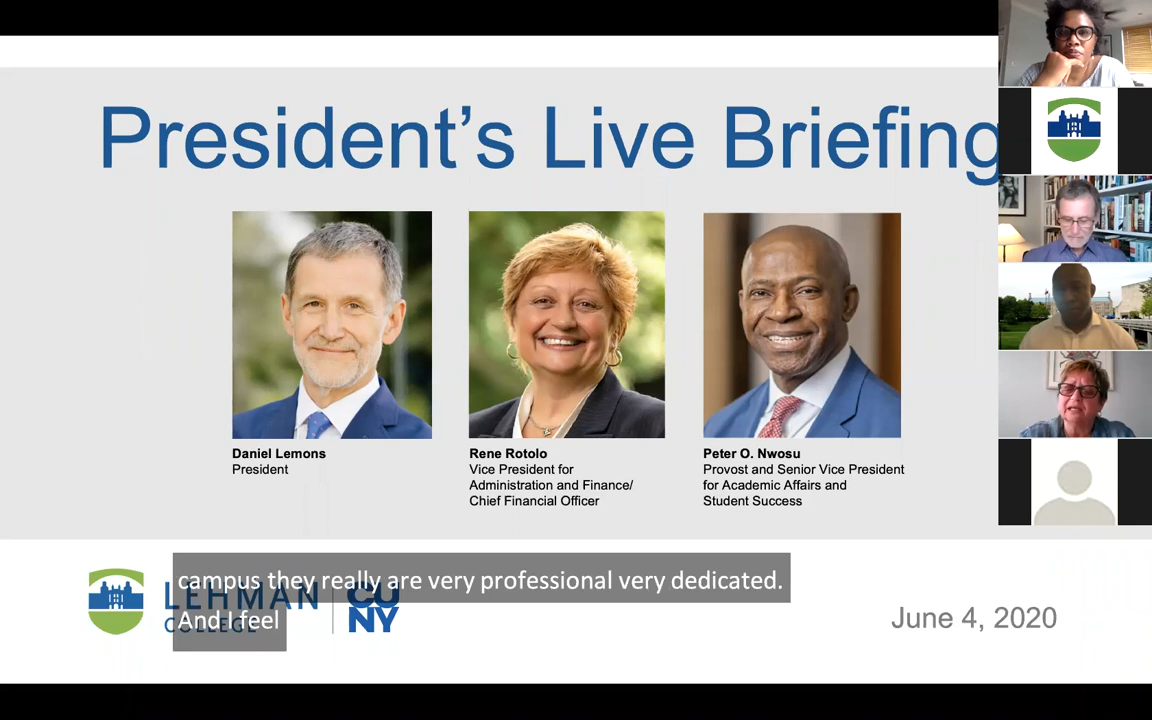 President's Live Briefing
Daniel Lemons
President
Rene Rotolo
Vice President for
Administration and Finance/
Chief Financial Officer
Peter O. Nwosu
Provost and Senior Vice President
for Academic Affairs and
Student Success
campus they really are very professional very dedicated.
And I feel
LEHMAN
COLLEGE
CU
NY
June 4, 2020